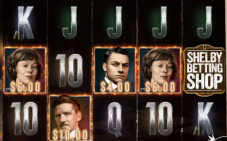 K J J J J
$6.00 10 $4.00 $6.00 SHELBY
BETTING
SHOP
10 $10.00 Q 10 K